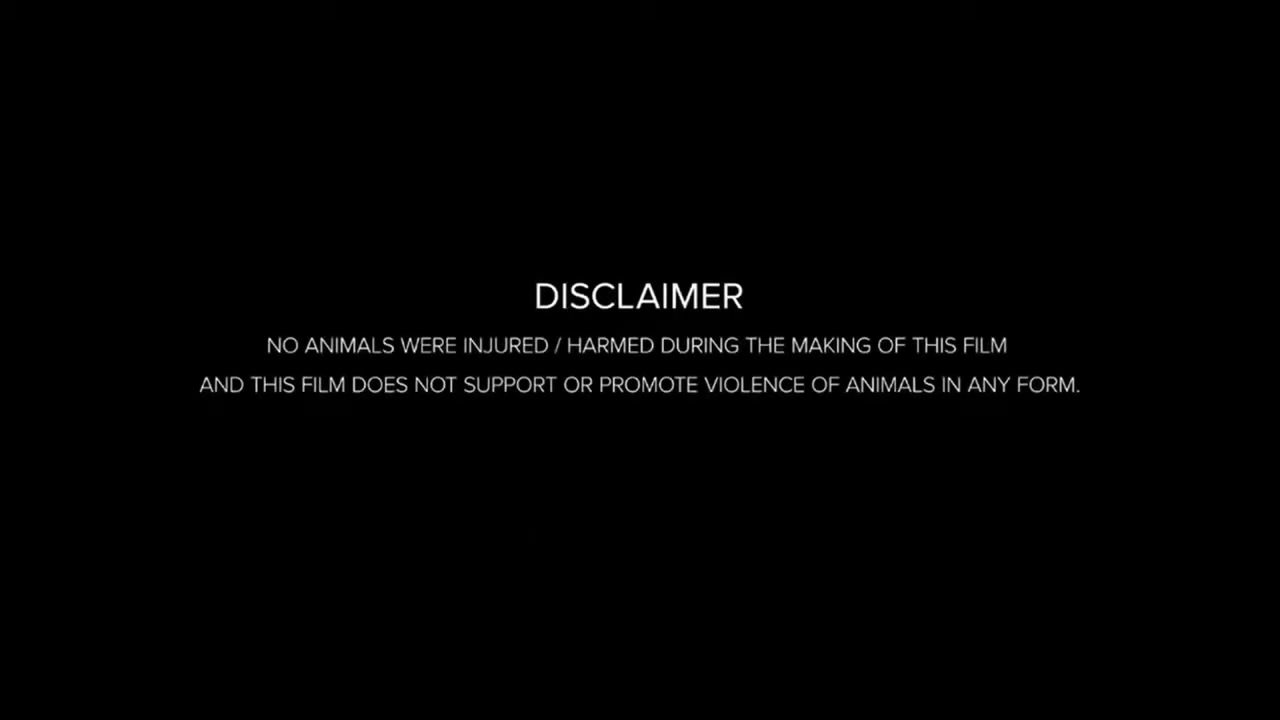 DISCLAIMER
NO ANIMALS WERE INJURED / HARMED DURING THE MAKING OF THIS FILM
AND THIS FILM DOES NOT SUPPORT OR PROMOTE VIOLENCE OF ANIMALS IN ANY FORM.